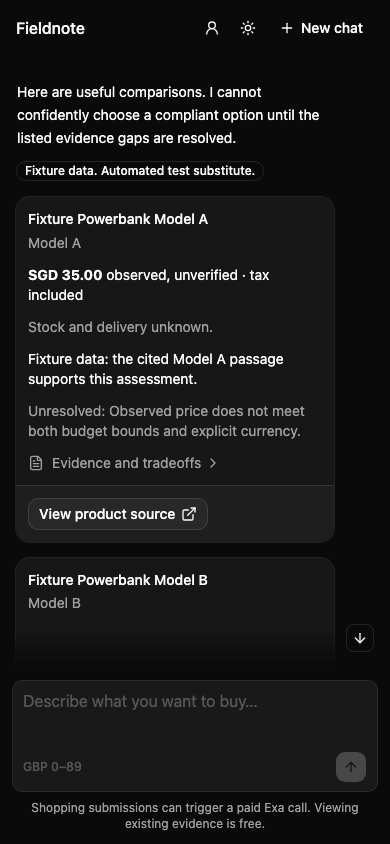 Fieldnote
New chat
Here are useful comparisons. I cannot
confidently choose a compliant option until the
listed evidence gaps are resolved.
Fixture data. Automated test substitute.
Fixture Powerbank Model A
Model A
SGD 35.00 observed, unverified · tax
included
Stock and delivery unknown.
Fixture data: the cited Model A passage
supports this assessment.
Unresolved: Observed price does not meet
both budget bounds and explicit currency.
Evidence and tradeoffs
View product source
Fixture Powerbank Model B
Model B
Describe what you want to buy...
GBP 0–89
Shopping submissions can trigger a paid Exa call. Viewing
existing evidence is free.